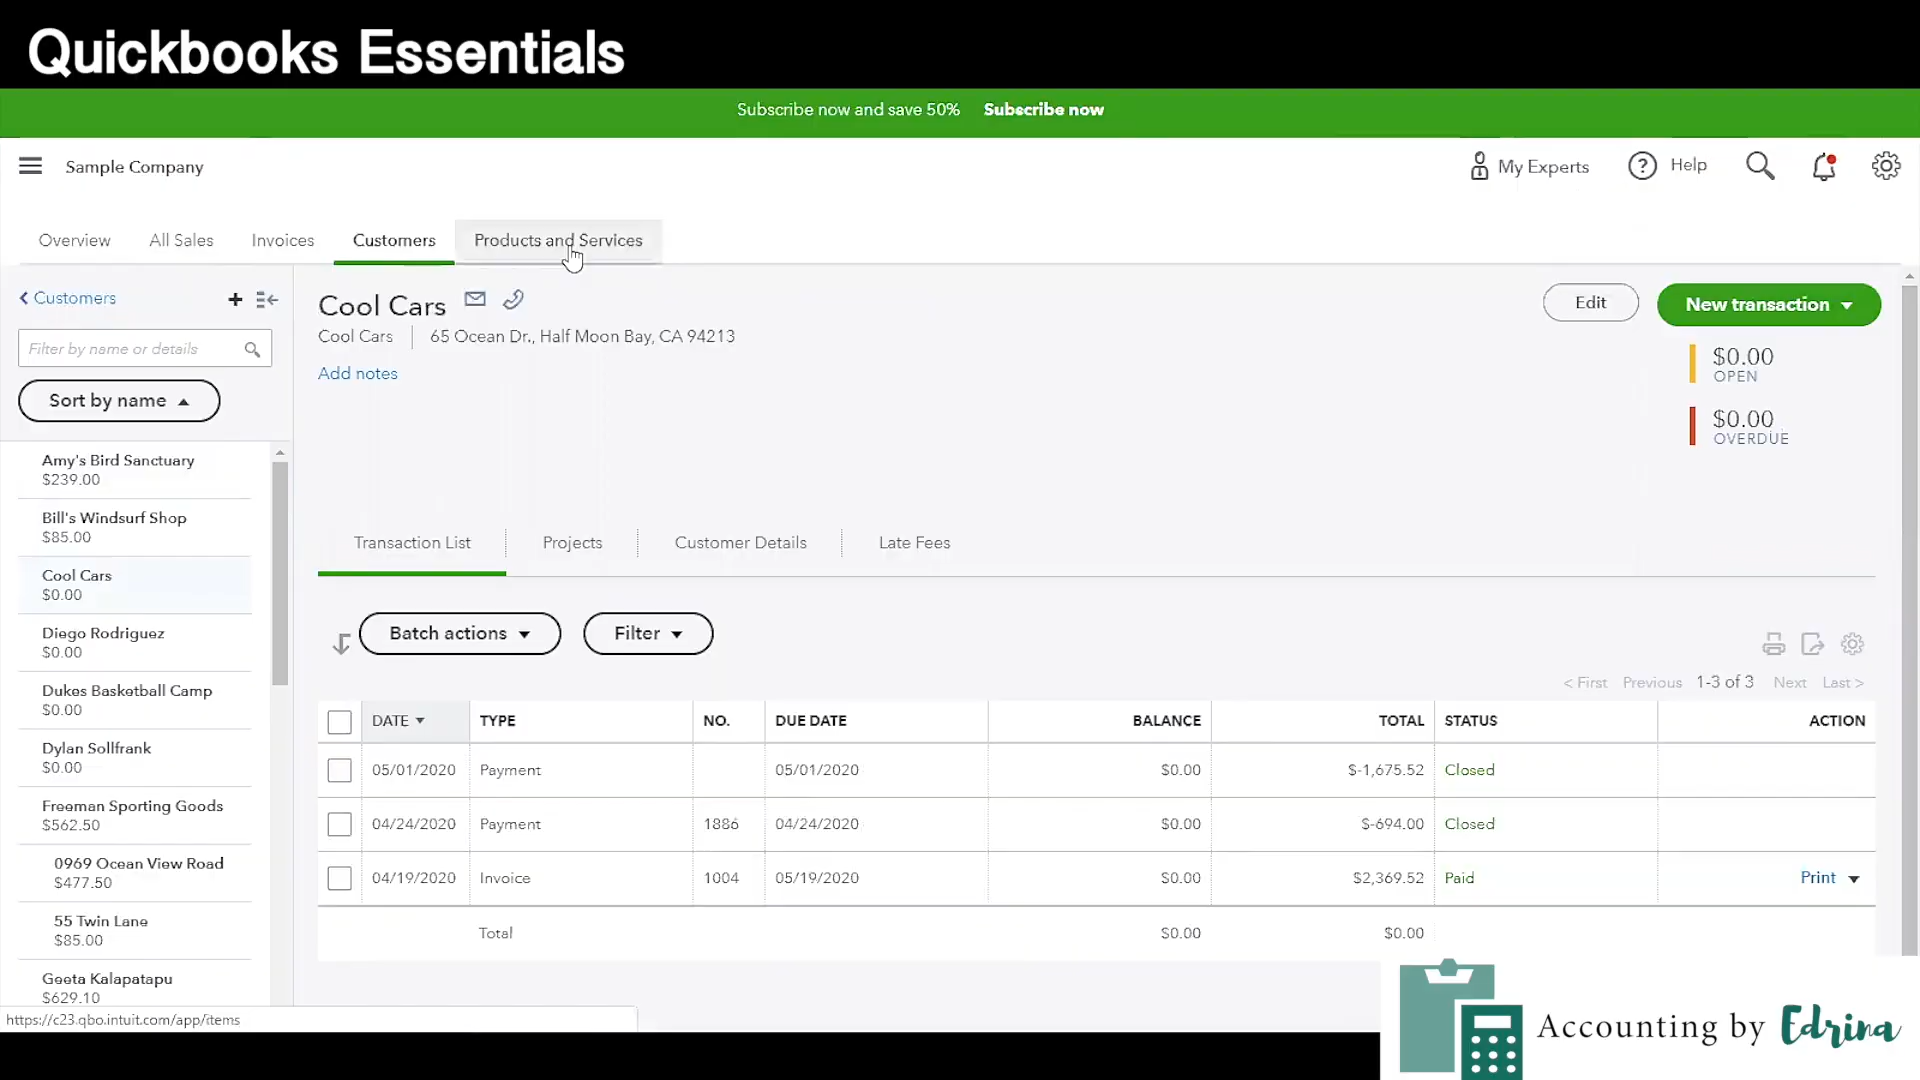 Quickbooks Essentials
Subscribe now and save 50% Subscribe now
Sample Company
My Experts
Help
Overview All Sales Invoices Customers Products and Services
Customers
Filter by name or details
Sort by name
Amy's Bird Sanctuary
$239.00
Bill's Windsurf Shop
$85.00
Cool Cars
$0.00
Diego Rodriguez
$0.00
Dukes Basketball Camp
$0.00
Dylan Sollfrank
$0.00
Freeman Sporting Goods
$562.50
0969 Ocean View Road
$477.50
55 Twin Lane
$85.00
Geeta Kalapatapu
$629.10
https://c23.qbo.intuit.com/app/items
Cool Cars
Cool Cars 65 Ocean Dr., Half Moon Bay, CA 94213
Add notes
Edit New transaction
$0.00
OPEN
$0.00
OVERDUE
Transaction List Projects Customer Details Late Fees
Batch actions Filter
< First Previous 1-3 of 3 Next Last >
DATE TYPE NO. DUE DATE BALANCE TOTAL STATUS ACTION
05/01/2020 Payment 05/01/2020 $0.00 $-1,675.52 Closed
04/24/2020 Payment 1886 04/24/2020 $0.00 $-694.00 Closed
04/19/2020 Invoice 1004 05/19/2020 $0.00 $2,369.52 Paid Print
Total $0.00 $0.00
Accounting by Edrina